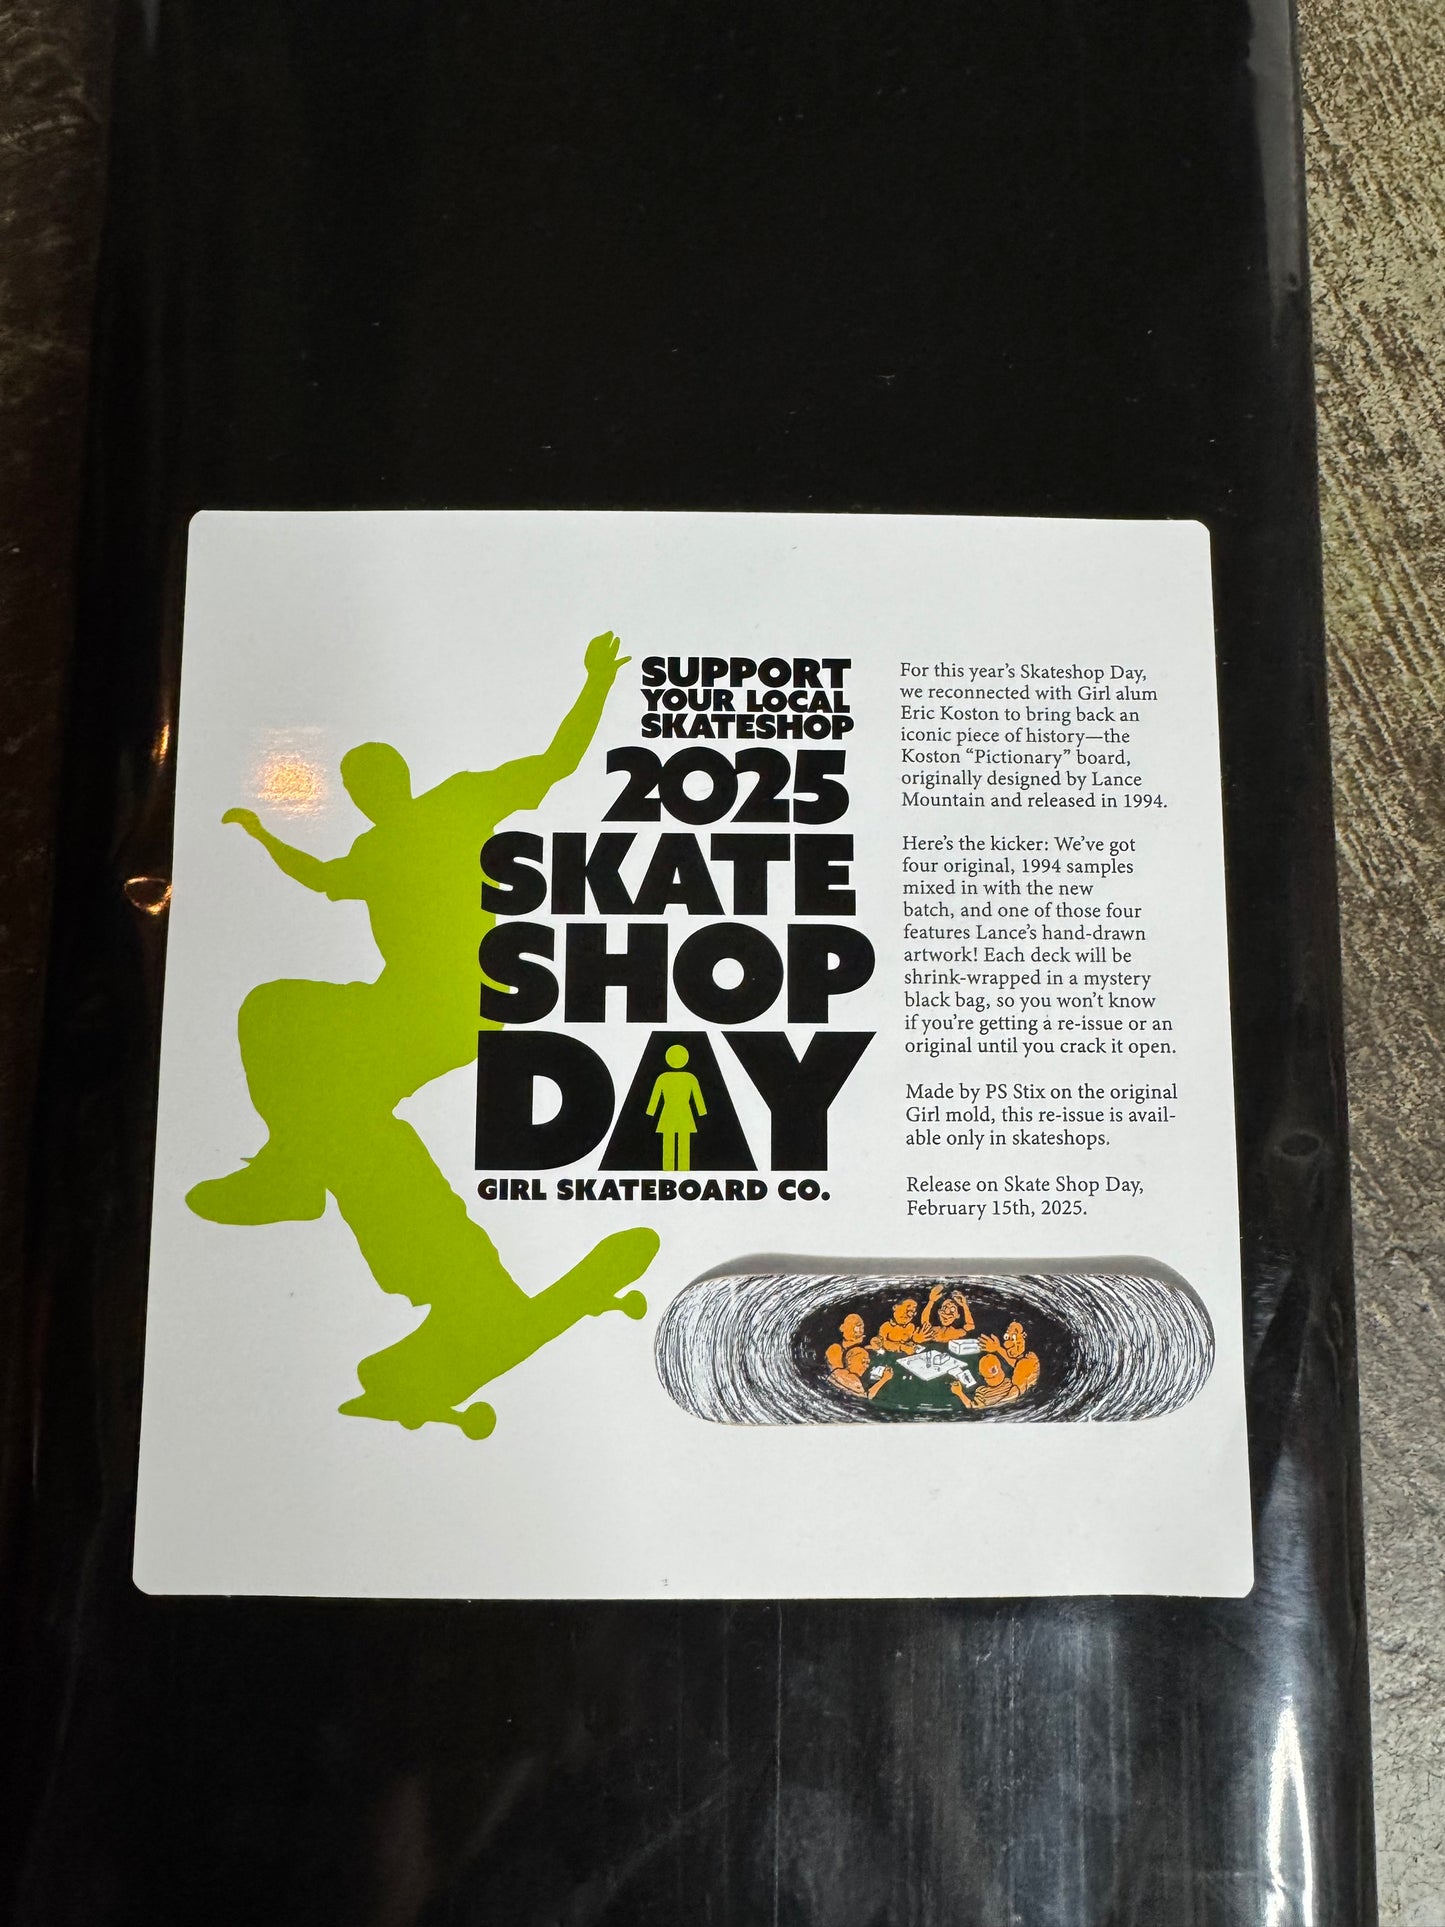 SUPPORT
YOUR LOCAL
SKATESHOP
2025
SKATE
SHOP
DAY
GIRL SKATEBOARD CO.
For this year's Skateshop Day,
we reconnected with Girl alum
Eric Koston to bring back an
iconic piece of history—the
Koston “Pictionary” board,
originally designed by Lance
Mountain and released in 1994.
Here's the kicker: We've got
four original, 1994 samples
mixed in with the new
batch, and one of those four
features Lance's hand-drawn
artwork! Each deck will be
shrink-wrapped in a mystery
black bag, so you won't know
if you're getting a re-issue or an
original until you crack it open.
Made by PS Stix on the original
Girl mold, this re-issue is avail-
able only in skateshops.
Release on Skate Shop Day,
February 15th, 2025.